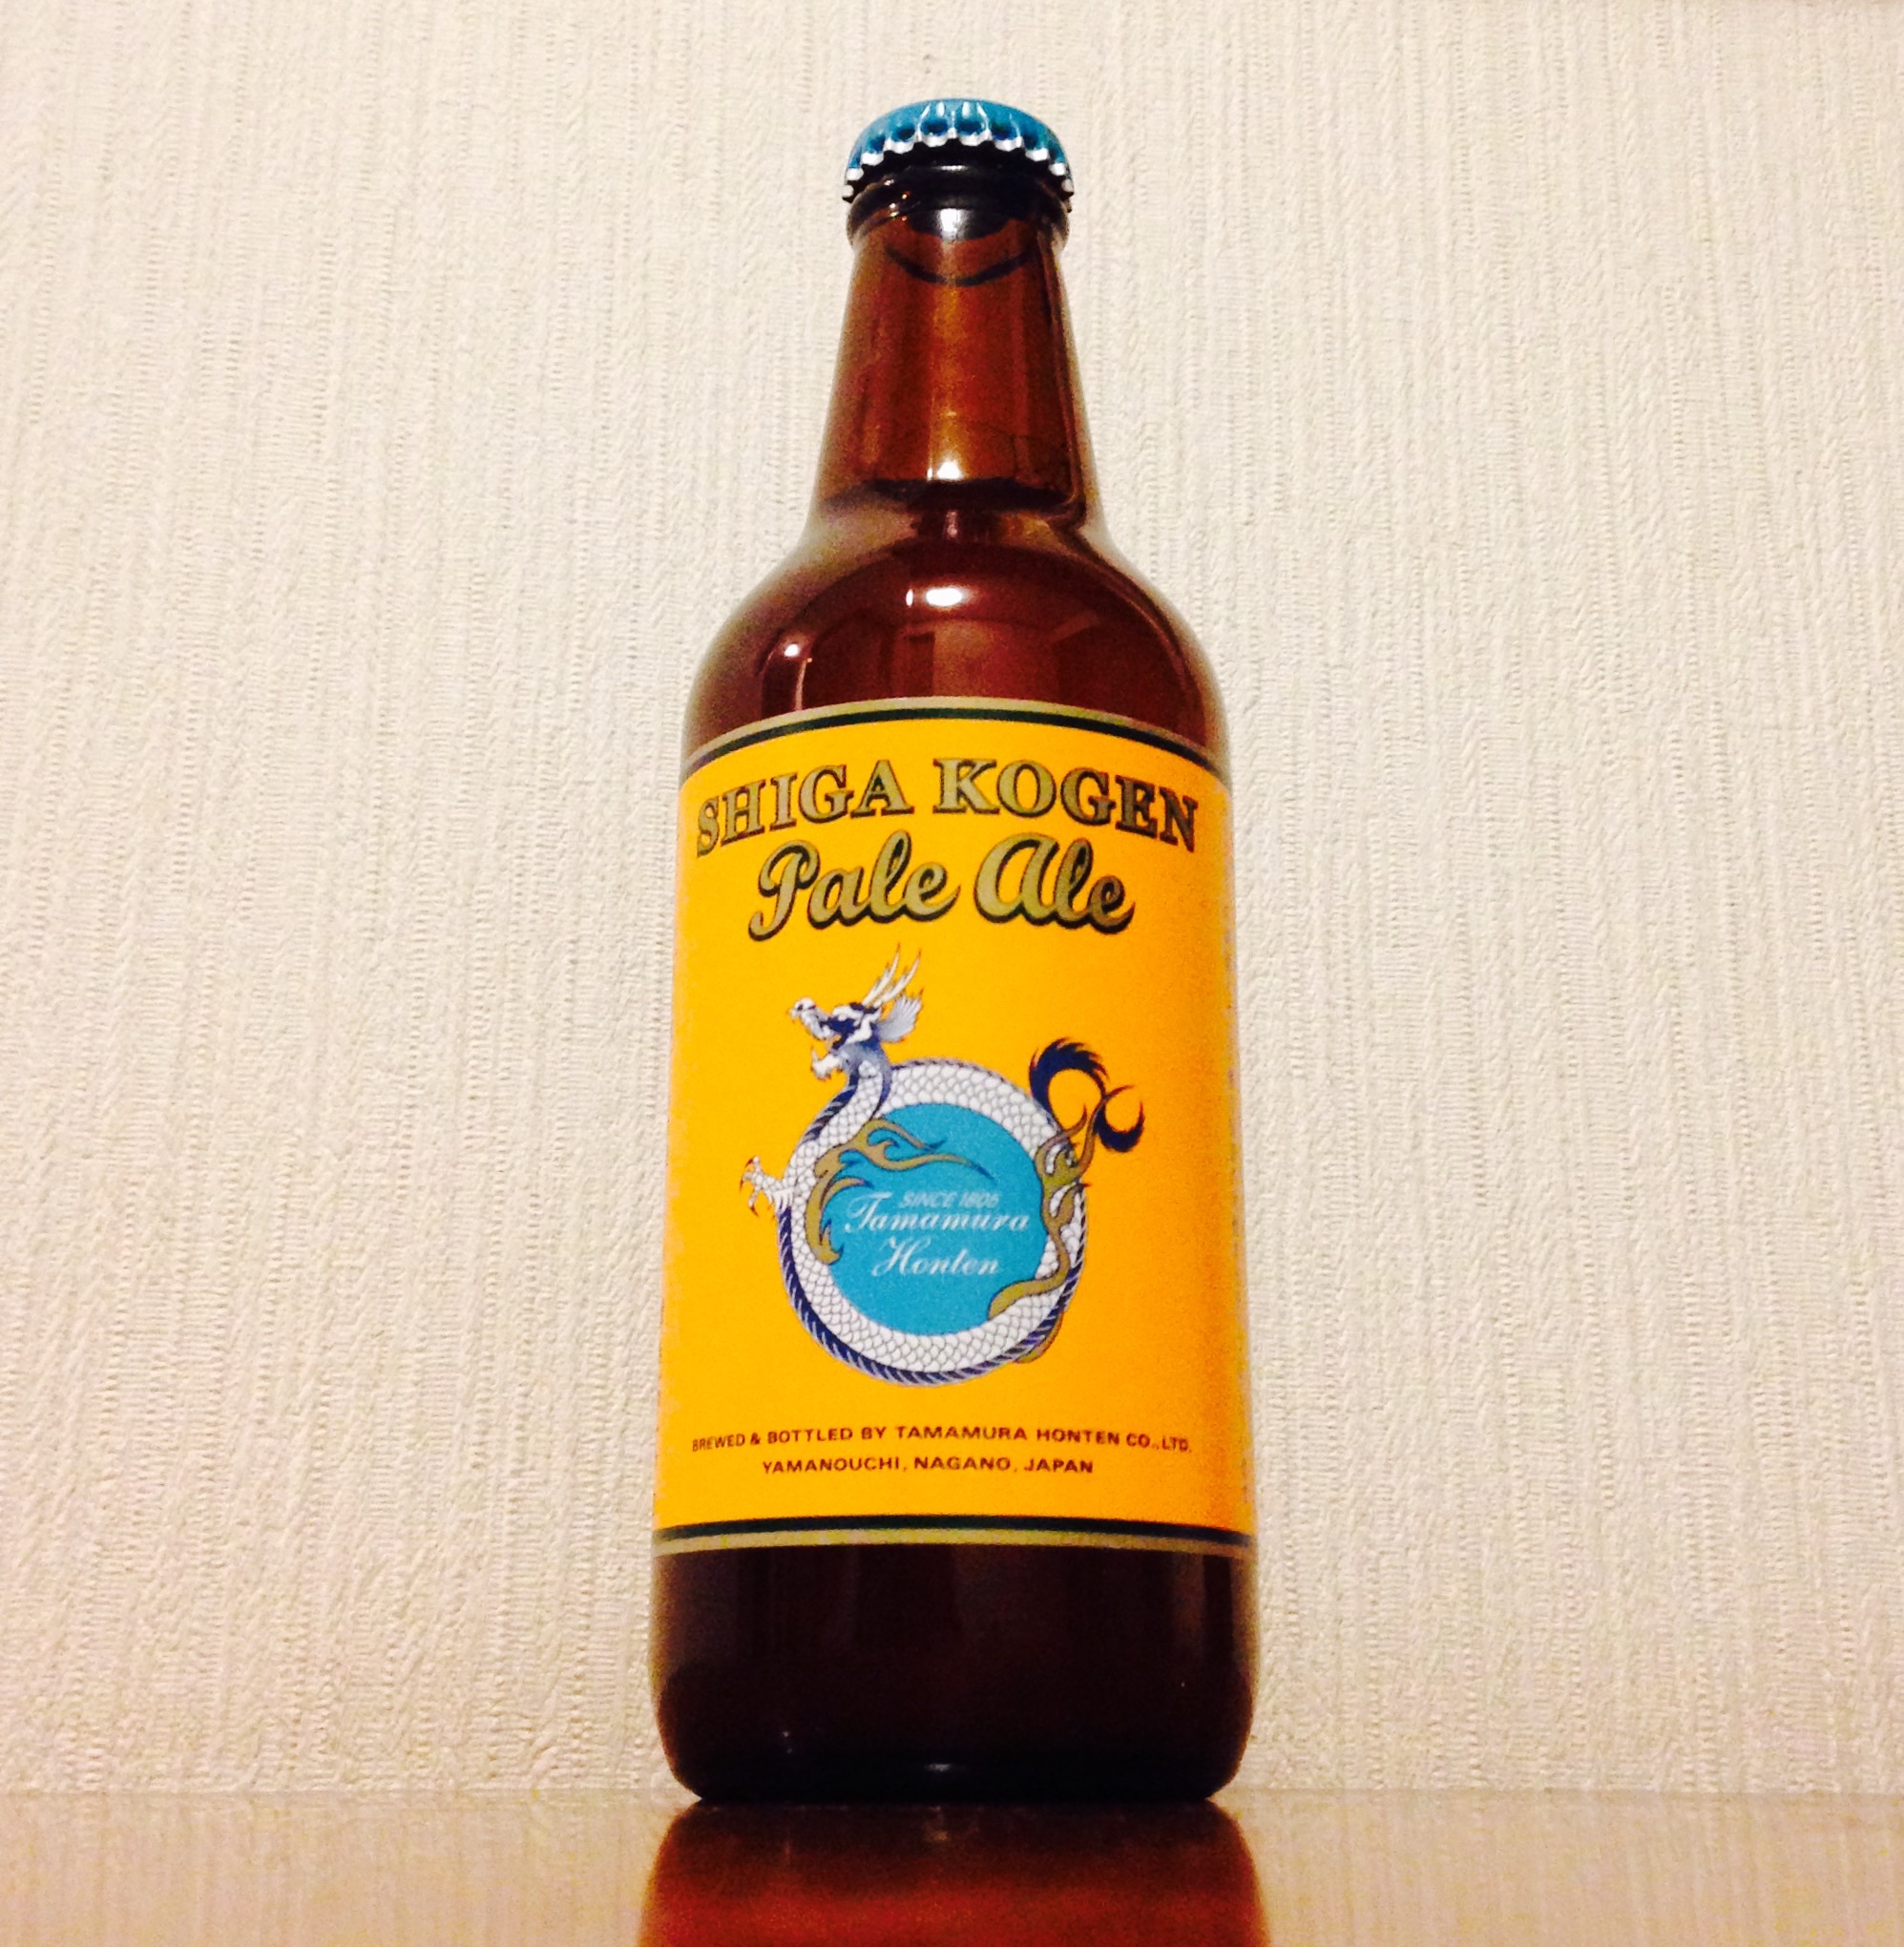 SHIGA KOGEN
Pale Ale
SINCE 1805
Tamamura
Honten
BREWED & BOTTLED BY TAMAMURA HONTEN CO.,LTD.
YAMANOUCHI, NAGANO, JAPAN